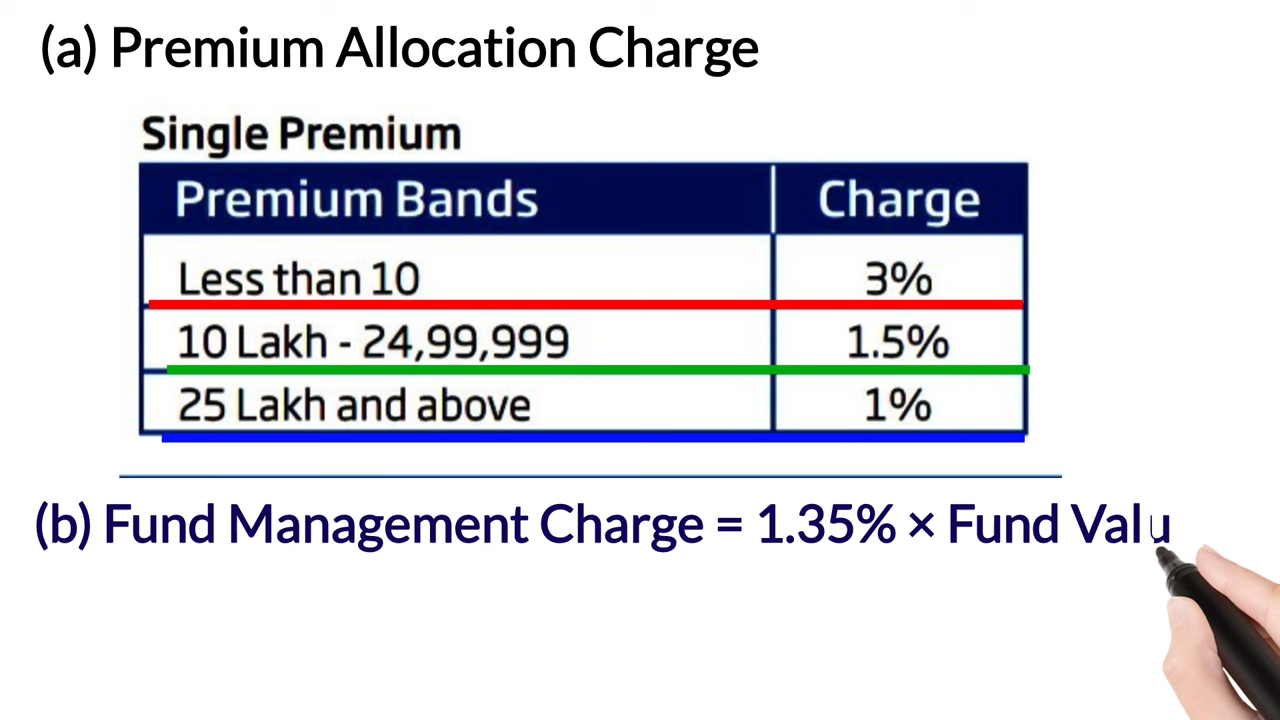 (a) Premium Allocation Charge
Single Premium
Premium Bands Charge
Less than 10 3%
10 Lakh - 24,99,999 1.5%
25 Lakh and above 1%
(b) Fund Management Charge = 1.35% × Fund Valu